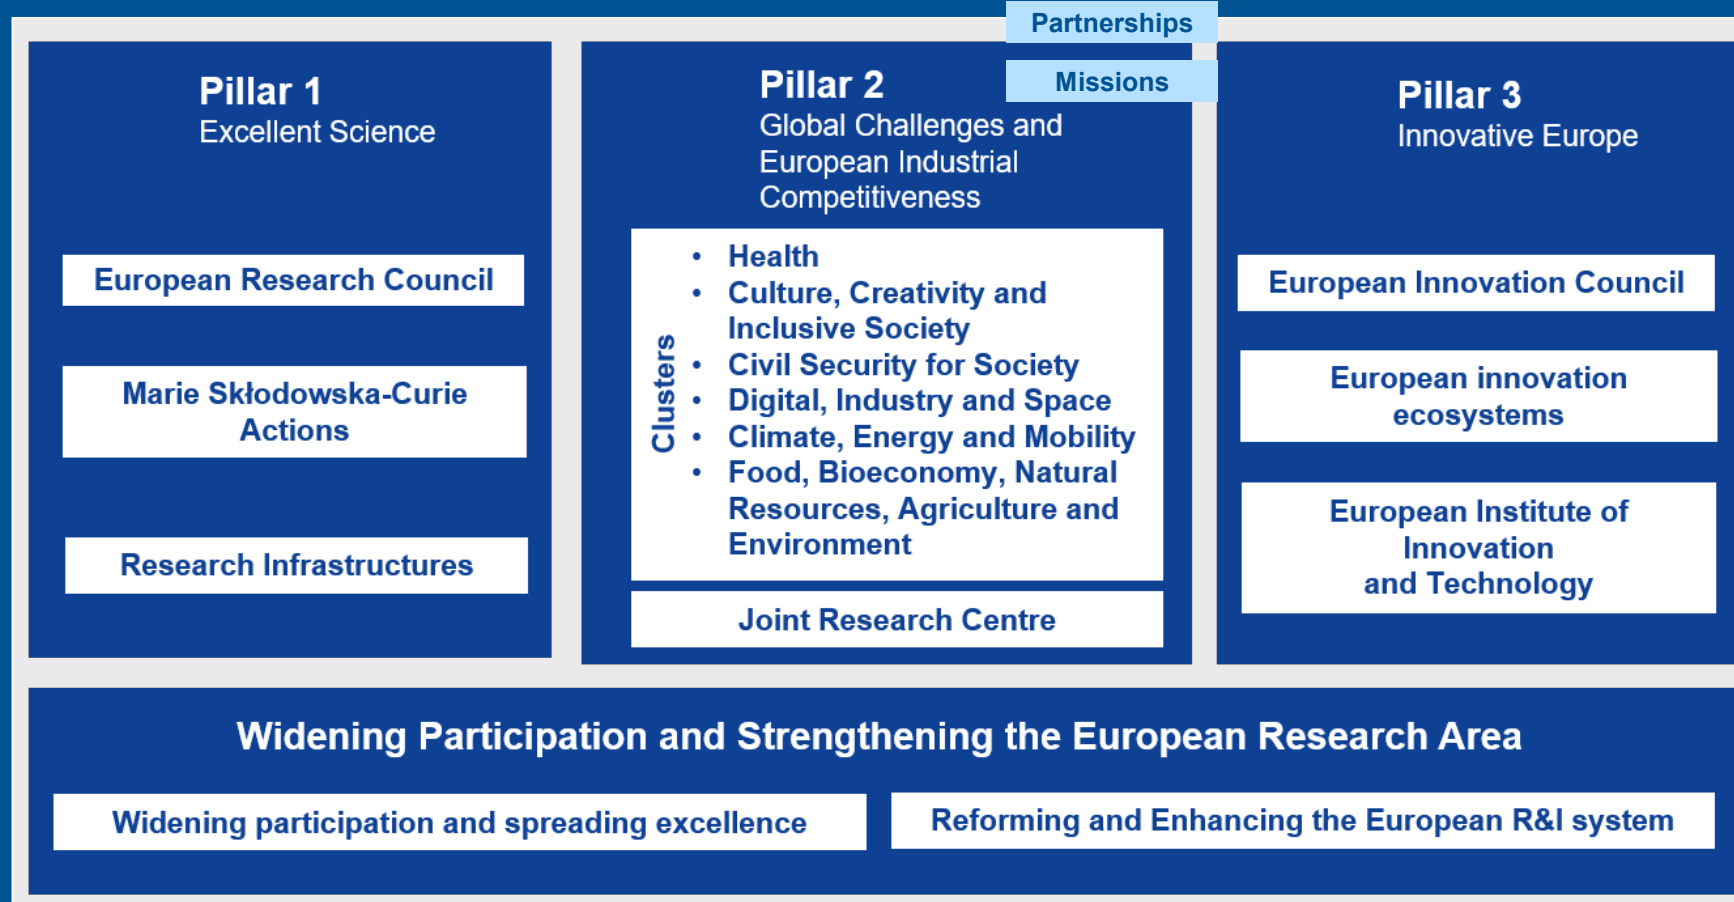 Partnerships
Missions
Pillar 1
Excellent Science
European Research Council
Marie Skłodowska-Curie
Actions
Research Infrastructures
Pillar 2
Global Challenges and
European Industrial
Competitiveness
Clusters
• Health
• Culture, Creativity and
Inclusive Society
• Civil Security for Society
• Digital, Industry and Space
• Climate, Energy and Mobility
• Food, Bioeconomy, Natural
Resources, Agriculture and
Environment
Joint Research Centre
Pillar 3
Innovative Europe
European Innovation Council
European innovation
ecosystems
European Institute of
Innovation
and Technology
Widening Participation and Strengthening the European Research Area
Widening participation and spreading excellence
Reforming and Enhancing the European R&I system